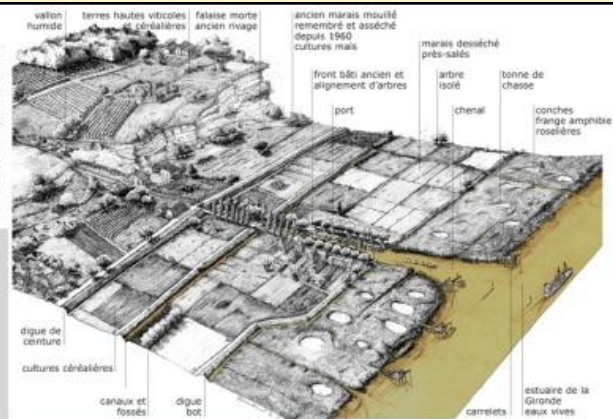 vallon
humide
terres hautes viticoles
et céréalières
falaise morte
ancien rivage
ancien marais mouillé
remembré et asséché
depuis 1960
cultures maïs
marais desséché
près-salés
front bâti ancien et
alignement d'arbres
arbre
isolé
tonne de
chasse
port
chenal
conches
frange amphibie
roselières
digue de
ceinture
cultures céréalières
canaux et
fossés
digue
bot
carrelets
estuaire de la
Gironde
eaux vives